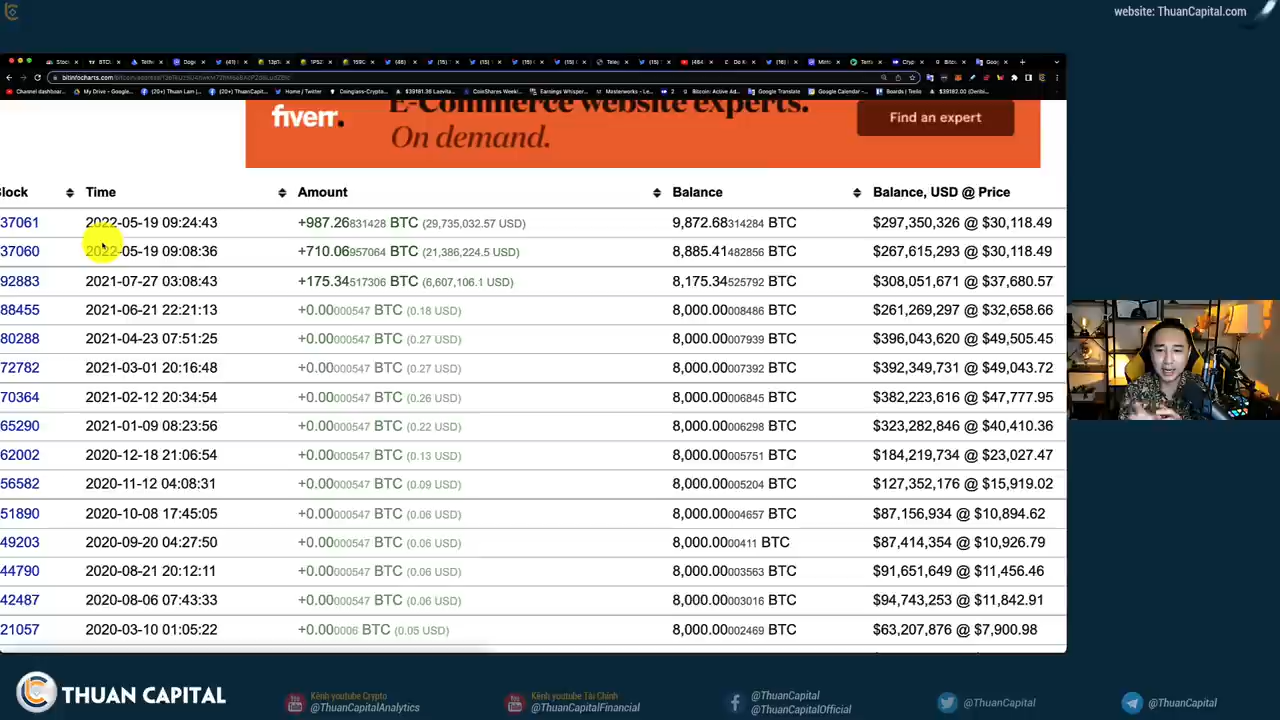 website: ThuanCapital.com
E-Commerce website experts.
fiverr.
On demand.
Find an expert
Block Time Amount Balance Balance, USD @ Price
37061 2022-05-19 09:24:43 +987.26831428 BTC (29,735,032.57 USD) 9,872.68314284 BTC $297,350,326 @ $30,118.49
37060 2022-05-19 09:08:36 +710.06957064 BTC (21,386,224.5 USD) 8,885.41482856 BTC $267,615,293 @ $30,118.49
92883 2021-07-27 03:08:43 +175.34517306 BTC (6,607,106.1 USD) 8,175.34525792 BTC $308,051,671 @ $37,680.57
88455 2021-06-21 22:21:13 +0.00000547 BTC (0.18 USD) 8,000.00008486 BTC $261,269,297 @ $32,658.66
80288 2021-04-23 07:51:25 +0.00000547 BTC (0.27 USD) 8,000.00007939 BTC $396,043,620 @ $49,505.45
72782 2021-03-01 20:16:48 +0.00000547 BTC (0.27 USD) 8,000.00007392 BTC $392,349,731 @ $49,043.72
70364 2021-02-12 20:34:54 +0.00000547 BTC (0.26 USD) 8,000.00006845 BTC $382,223,616 @ $47,777.95
65290 2021-01-09 08:23:56 +0.00000547 BTC (0.22 USD) 8,000.00006298 BTC $323,282,846 @ $40,410.36
62002 2020-12-18 21:06:54 +0.00000547 BTC (0.13 USD) 8,000.00005751 BTC $184,219,734 @ $23,027.47
56582 2020-11-12 04:08:31 +0.00000547 BTC (0.09 USD) 8,000.00005204 BTC $127,352,176 @ $15,919.02
51890 2020-10-08 17:45:05 +0.00000547 BTC (0.06 USD) 8,000.00004657 BTC $87,156,934 @ $10,894.62
49203 2020-09-20 04:27:50 +0.00000547 BTC (0.06 USD) 8,000.0000411 BTC $87,414,354 @ $10,926.79
44790 2020-08-21 20:12:11 +0.00000547 BTC (0.06 USD) 8,000.00003563 BTC $91,651,649 @ $11,456.46
42487 2020-08-06 07:43:33 +0.00000547 BTC (0.06 USD) 8,000.00003016 BTC $94,743,253 @ $11,842.91
21057 2020-03-10 01:05:22 +0.000006 BTC (0.05 USD) 8,000.00002469 BTC $63,207,876 @ $7,900.98
THUAN CAPITAL
Kênh youtube Crypto
@ThuanCapitalAnalytics
Kênh youtube Tài Chính
@ThuanCapitalFinancial
@ThuanCapital
@ThuanCapitalOfficial
@ThuanCapital
@ThuanCapital